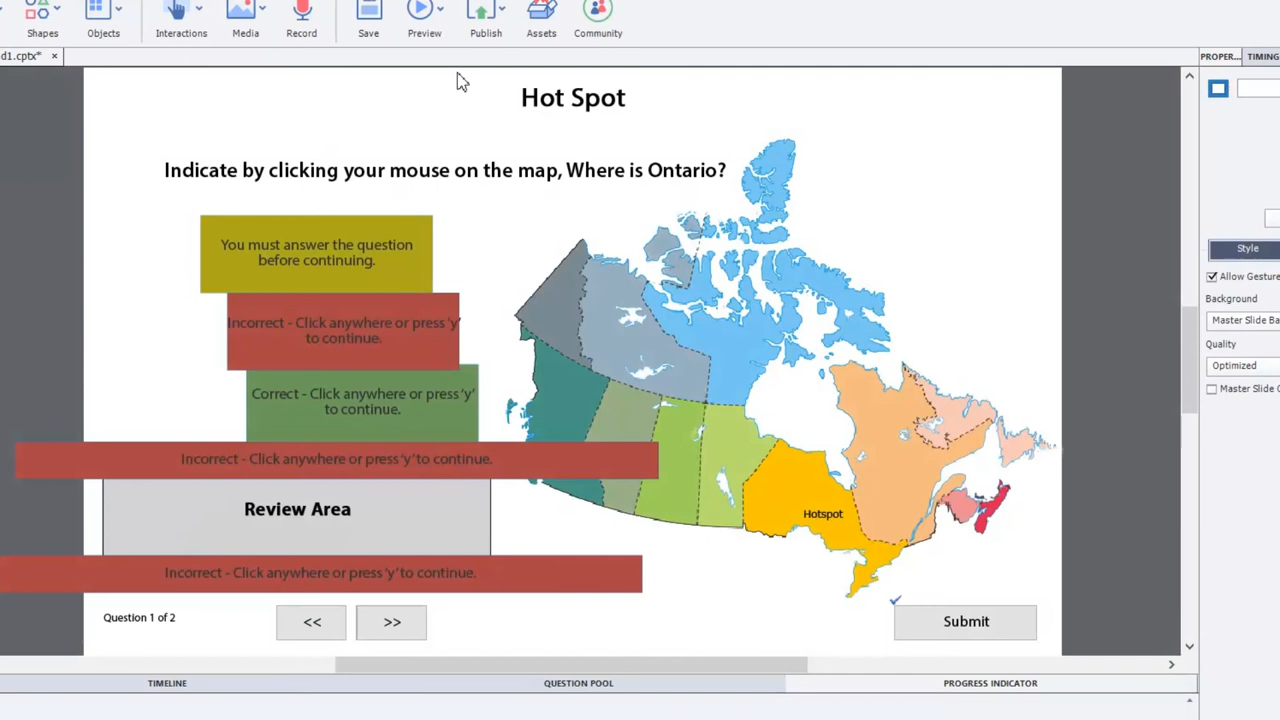 Shapes
Objects
Interactions
Media
Record
Save
Preview
Publish
Assets
Community
d1.cptx* ×
PROPER...
TIMING
Hot Spot
Indicate by clicking your mouse on the map, Where is Ontario?
You must answer the question
before continuing.
Incorrect - Click anywhere or press 'y'
to continue.
Correct - Click anywhere or press 'y'
to continue.
Incorrect - Click anywhere or press 'y' to continue.
Review Area
Incorrect - Click anywhere or press 'y' to continue.
Hotspot
Question 1 of 2
<<
>>
Submit
Style
Allow Gesture
Background
Master Slide Ba
Quality
Optimized
Master Slide O
TIMELINE
QUESTION POOL
PROGRESS INDICATOR